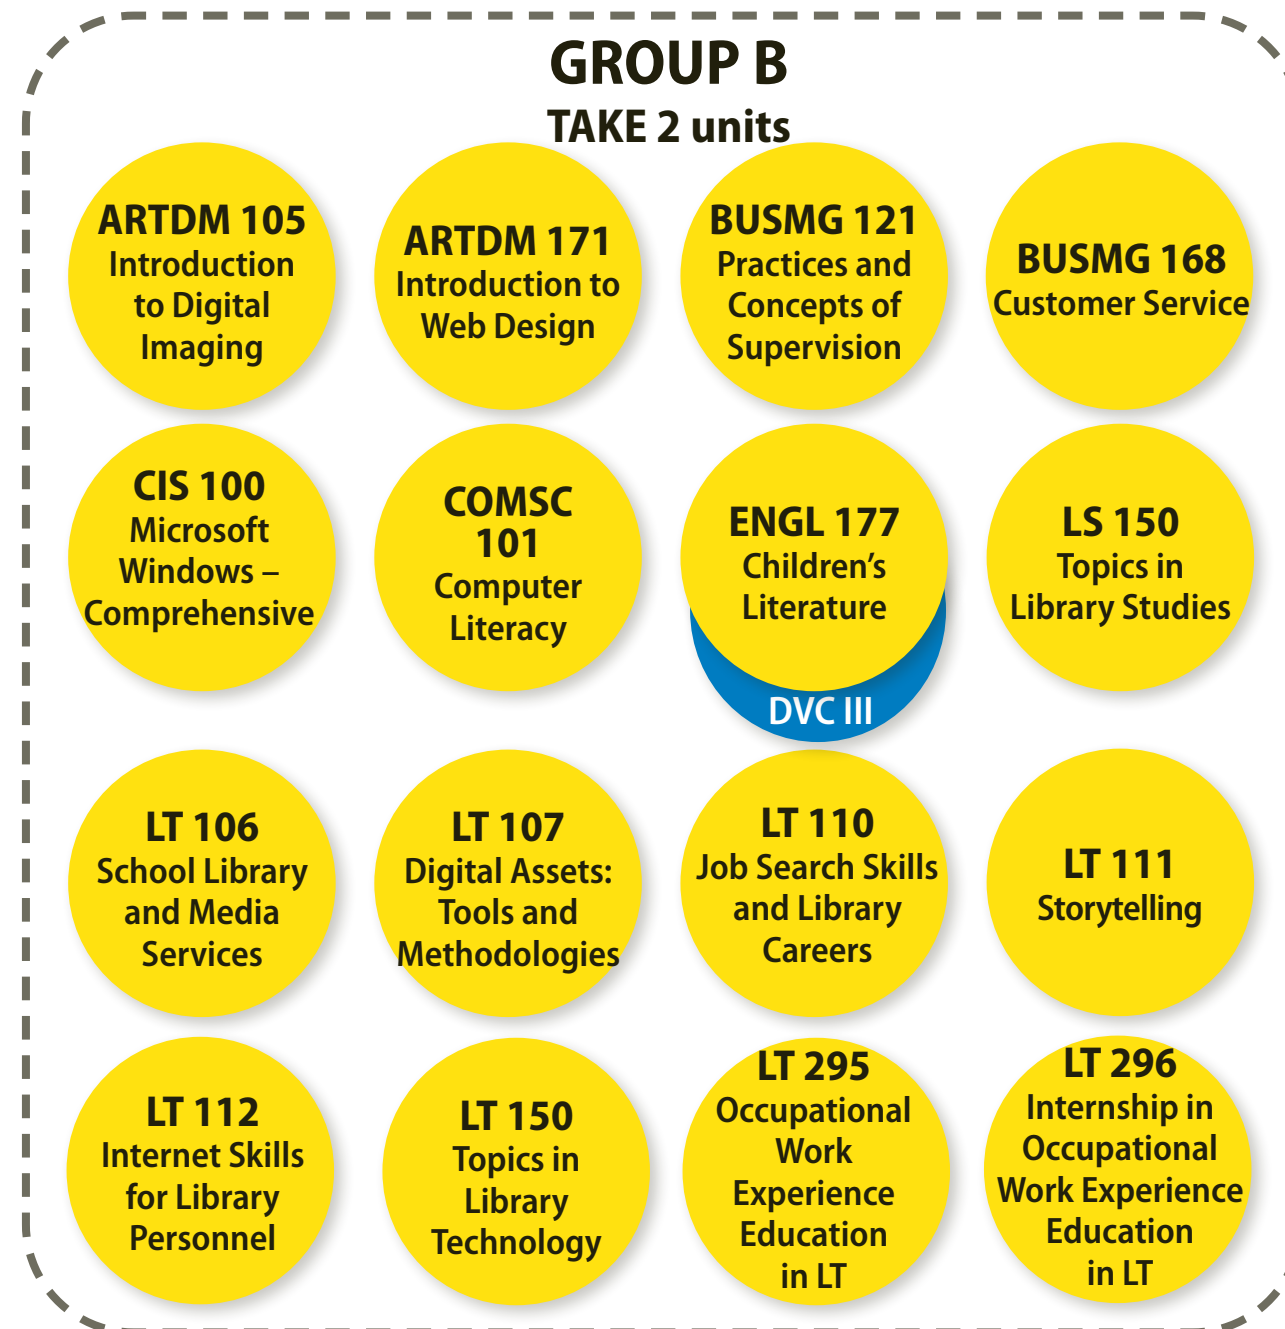 GROUP B
TAKE 2 units
ARTDM 105
Introduction
to Digital
Imaging
ARTDM 171
Introduction to
Web Design
BUSMG 121
Practices and
Concepts of
Supervision
BUSMG 168
Customer Service
CIS 100
Microsoft
Windows –
Comprehensive
COMSC
101
Computer
Literacy
ENGL 177
Children’s
Literature
DVC III
LS 150
Topics in
Library Studies
LT 106
School Library
and Media
Services
LT 107
Digital Assets:
Tools and
Methodologies
LT 110
Job Search Skills
and Library
Careers
LT 111
Storytelling
LT 112
Internet Skills
for Library
Personnel
LT 150
Topics in
Library
Technology
LT 295
Occupational
Work
Experience
Education
in LT
LT 296
Internship in
Occupational
Work Experience
Education
in LT